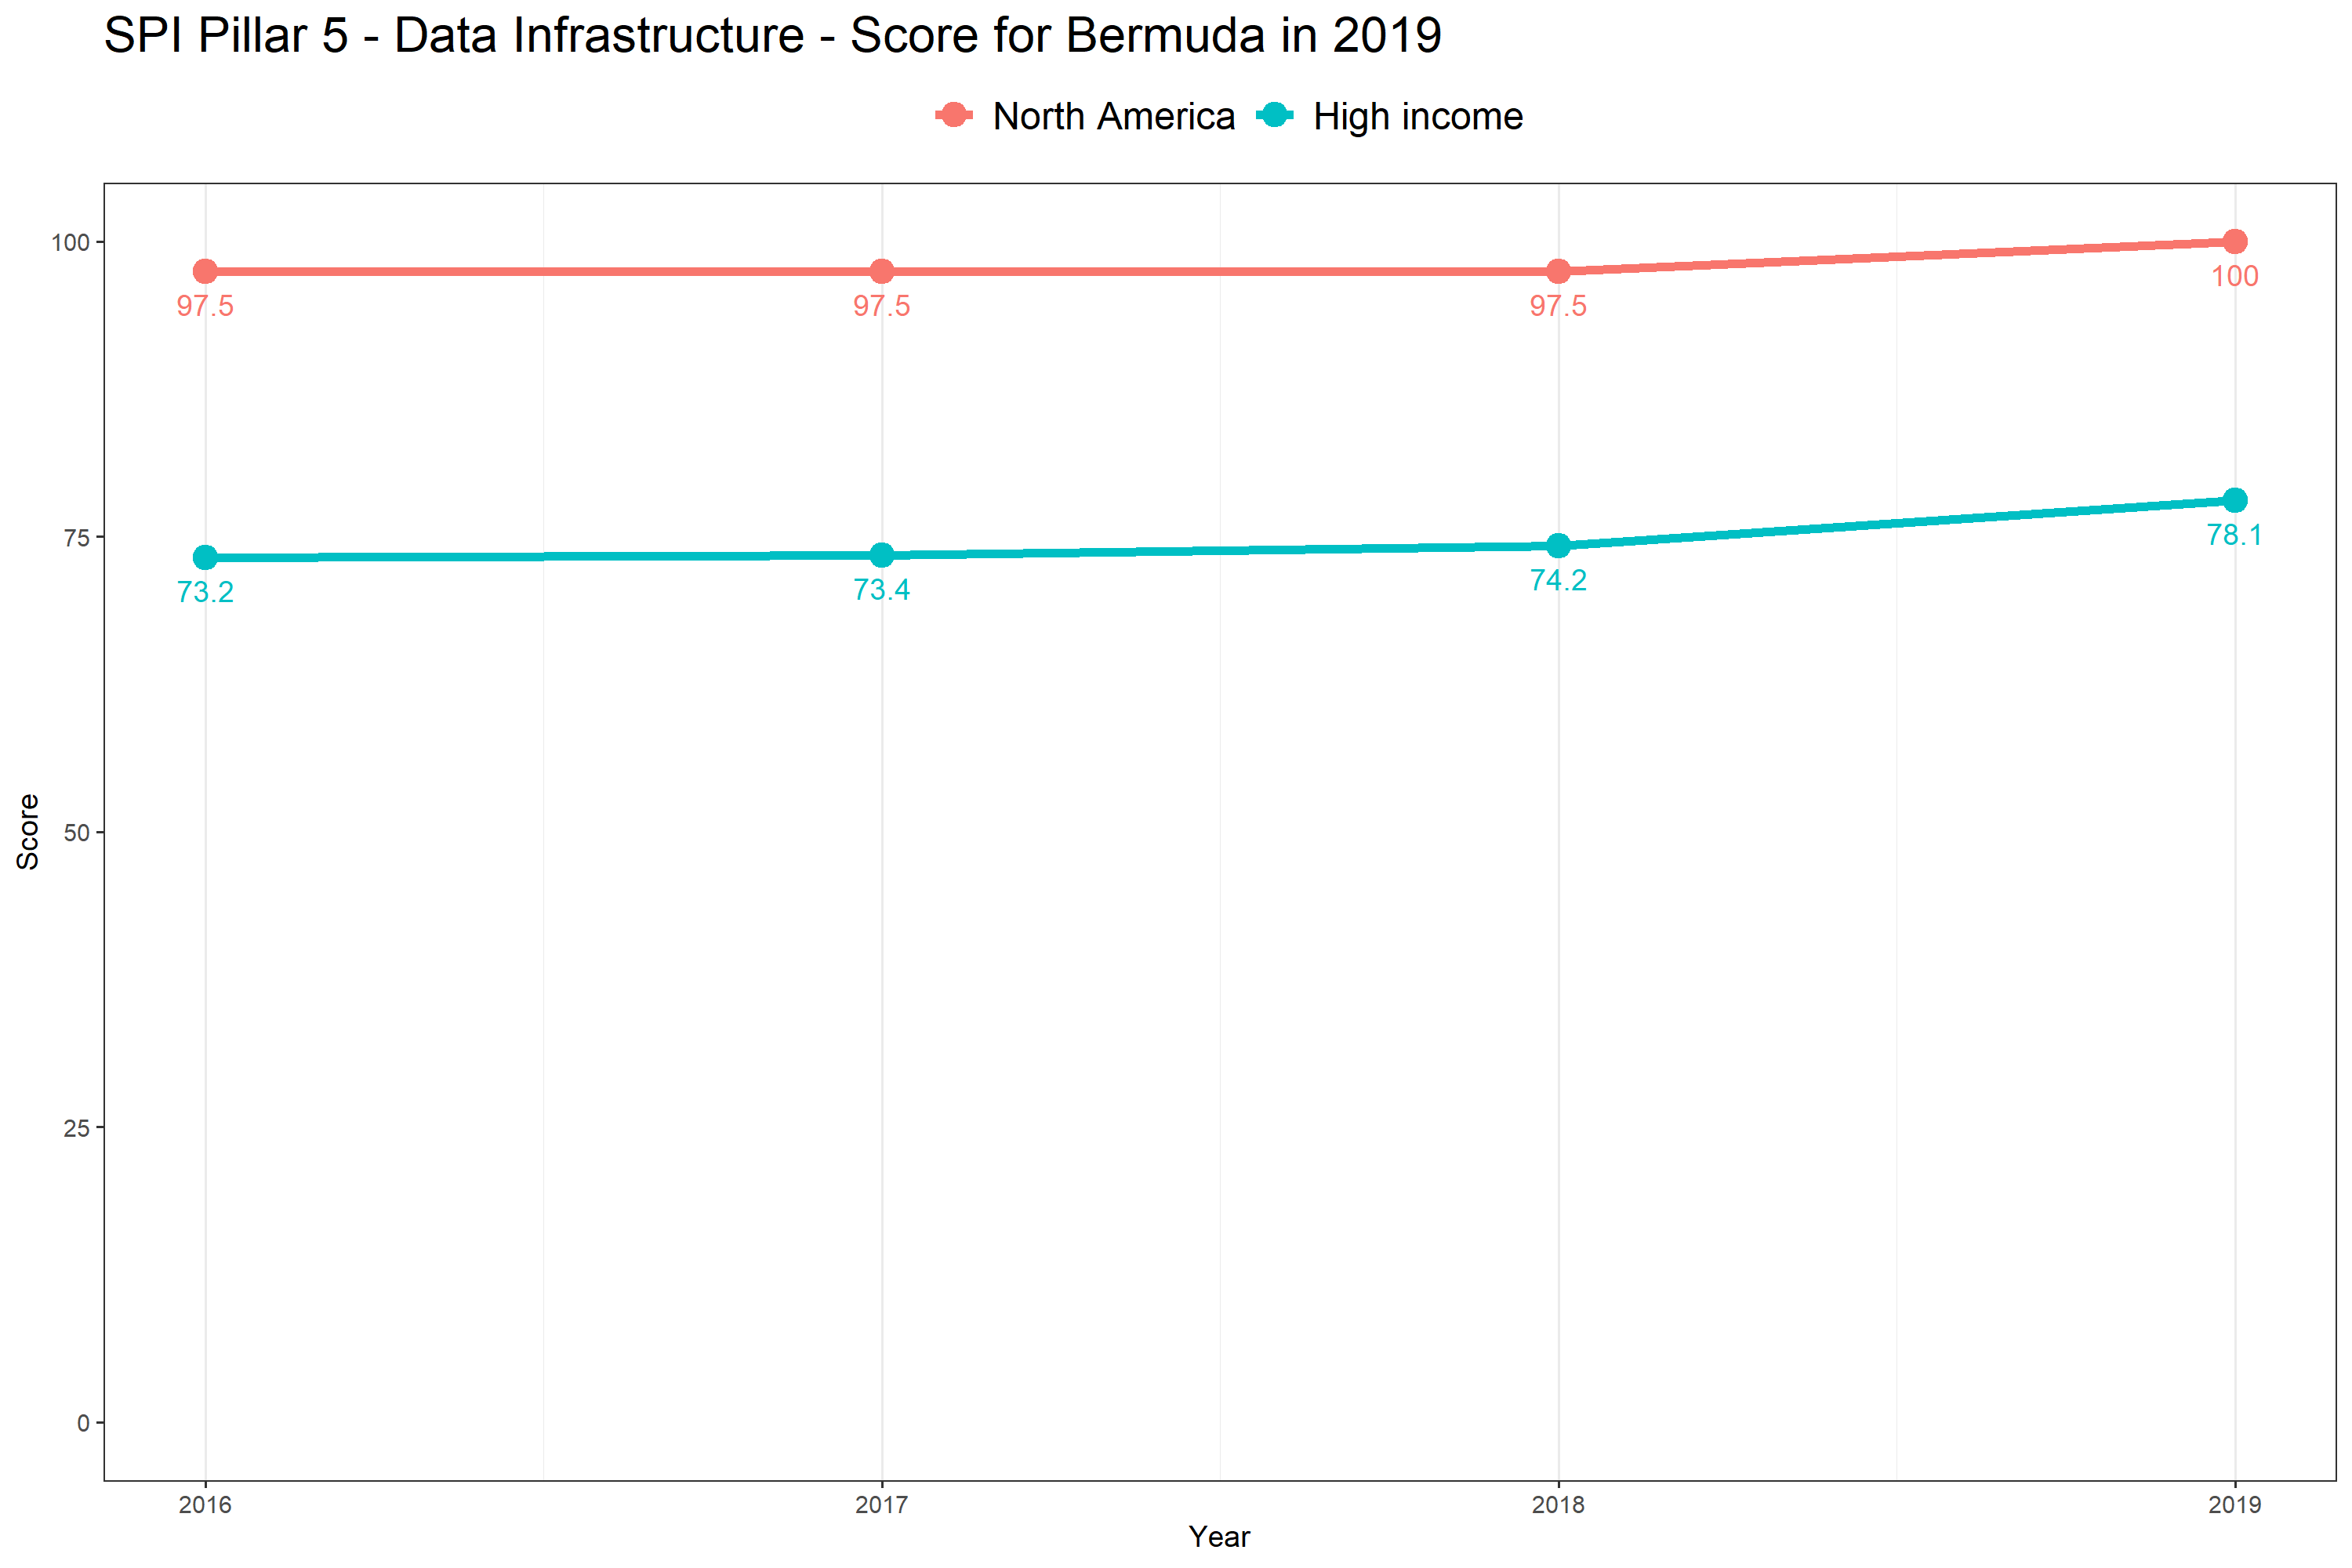 SPI Pillar 5 - Data Infrastructure - Score for Bermuda in 2019
North America High income
100
75
50
25
0
Score
97.5 97.5 97.5 100
73.2 73.4 74.2 78.1
2016 2017 2018 2019
Year